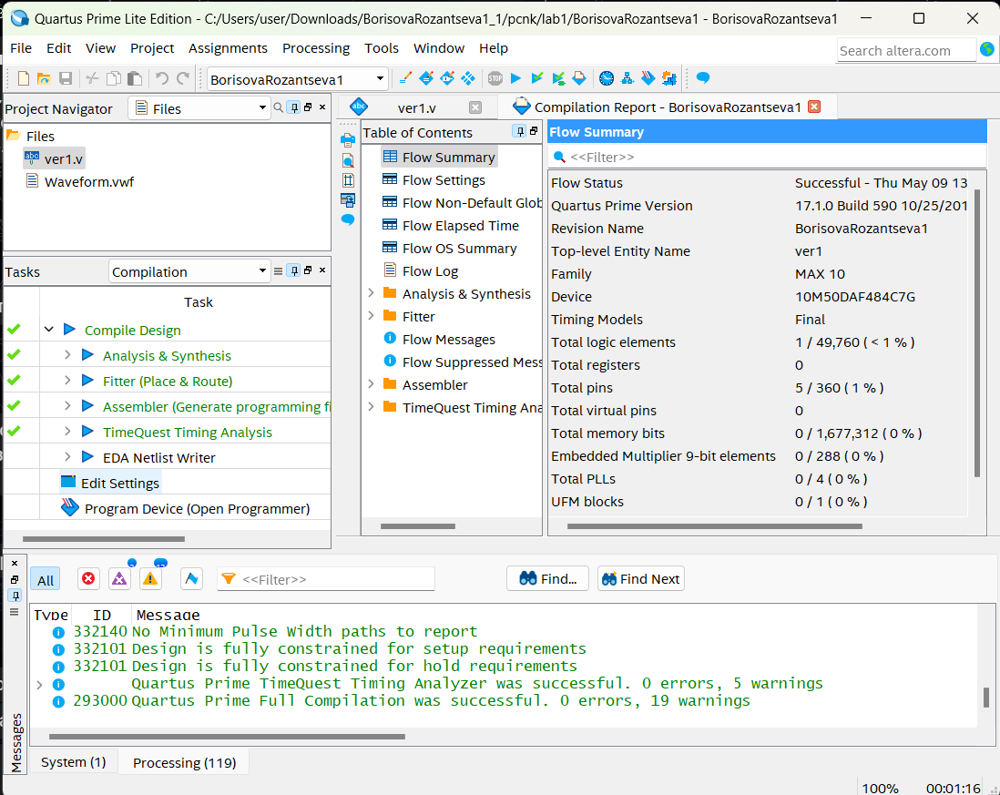 Quartus Prime Lite Edition - C:/Users/user/Downloads/BorisovaRozantseva1_1/pcnk/lab1/BorisovaRozantseva1 - BorisovaRozantseva1
File Edit View Project Assignments Processing Tools Window Help
Search altera.com
BorisovaRozantseva1
STOP
Project Navigator
Files
abc
ver1.v
Compilation Report - BorisovaRozantseva1
Files
abc
ver1.v
Waveform.vwf
Table of Contents
Flow Summary
Flow Settings
Flow Non-Default Glob
Flow Elapsed Time
Flow OS Summary
Flow Log
Analysis & Synthesis
Fitter
Flow Messages
Flow Suppressed Mess
Assembler
TimeQuest Timing Ana
Flow Summary
<<Filter>>
Flow Status Successful - Thu May 09 13
Quartus Prime Version 17.1.0 Build 590 10/25/201
Revision Name BorisovaRozantseva1
Top-level Entity Name ver1
Family MAX 10
Device 10M50DAF484C7G
Timing Models Final
Total logic elements 1 / 49,760 ( < 1 % )
Total registers 0
Total pins 5 / 360 ( 1 % )
Total virtual pins 0
Total memory bits 0 / 1,677,312 ( 0 % )
Embedded Multiplier 9-bit elements 0 / 288 ( 0 % )
Total PLLs 0 / 4 ( 0 % )
UFM blocks 0 / 1 ( 0 % )
Tasks
Compilation
Task
Compile Design
Analysis & Synthesis
Fitter (Place & Route)
Assembler (Generate programming fi
TimeQuest Timing Analysis
EDA Netlist Writer
Edit Settings
Program Device (Open Programmer)
All
<<Filter>>
Find...
Find Next
Type ID Message
332140 No Minimum Pulse Width paths to report
332101 Design is fully constrained for setup requirements
332101 Design is fully constrained for hold requirements
Quartus Prime TimeQuest Timing Analyzer was successful. 0 errors, 5 warnings
293000 Quartus Prime Full Compilation was successful. 0 errors, 19 warnings
Messages
System (1)
Processing (119)
100% 00:01:16